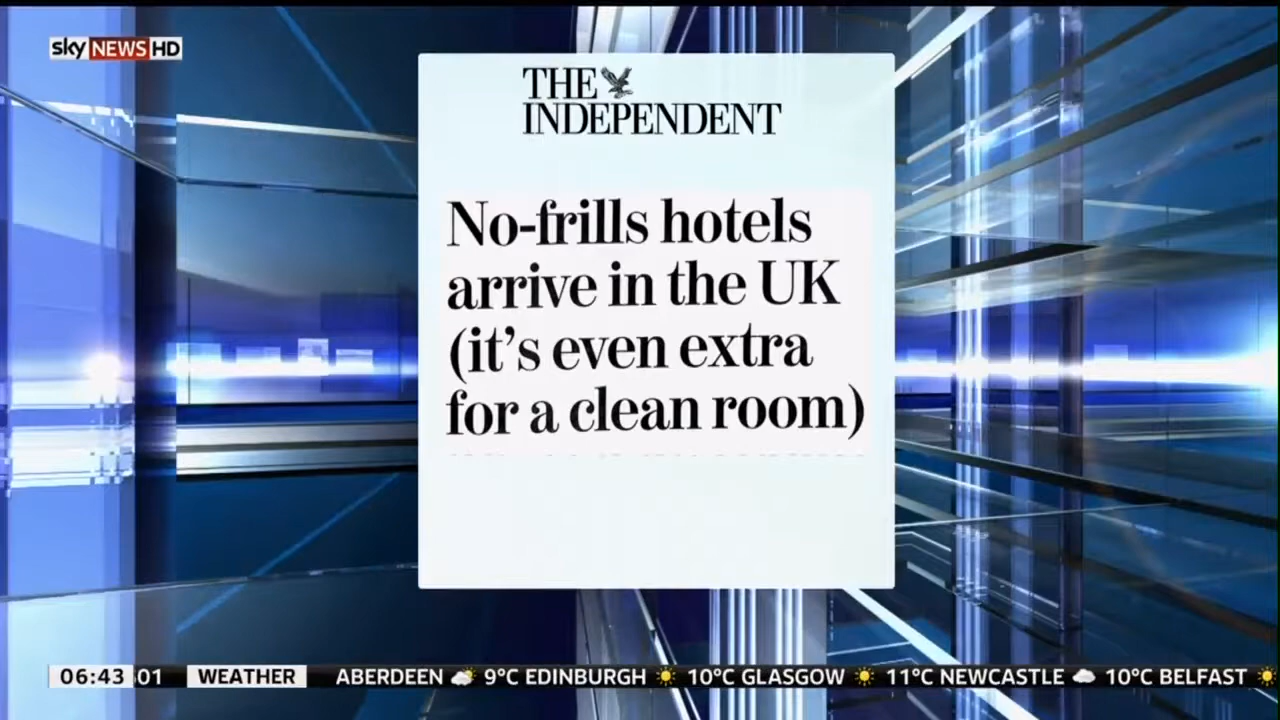 sky NEWS HD
THE
INDEPENDENT
No-frills hotels
arrive in the UK
(it's even extra
for a clean room)
06:43 :01 WEATHER ABERDEEN 9°C EDINBURGH 10°C GLASGOW 11°C NEWCASTLE 10°C BELFAST